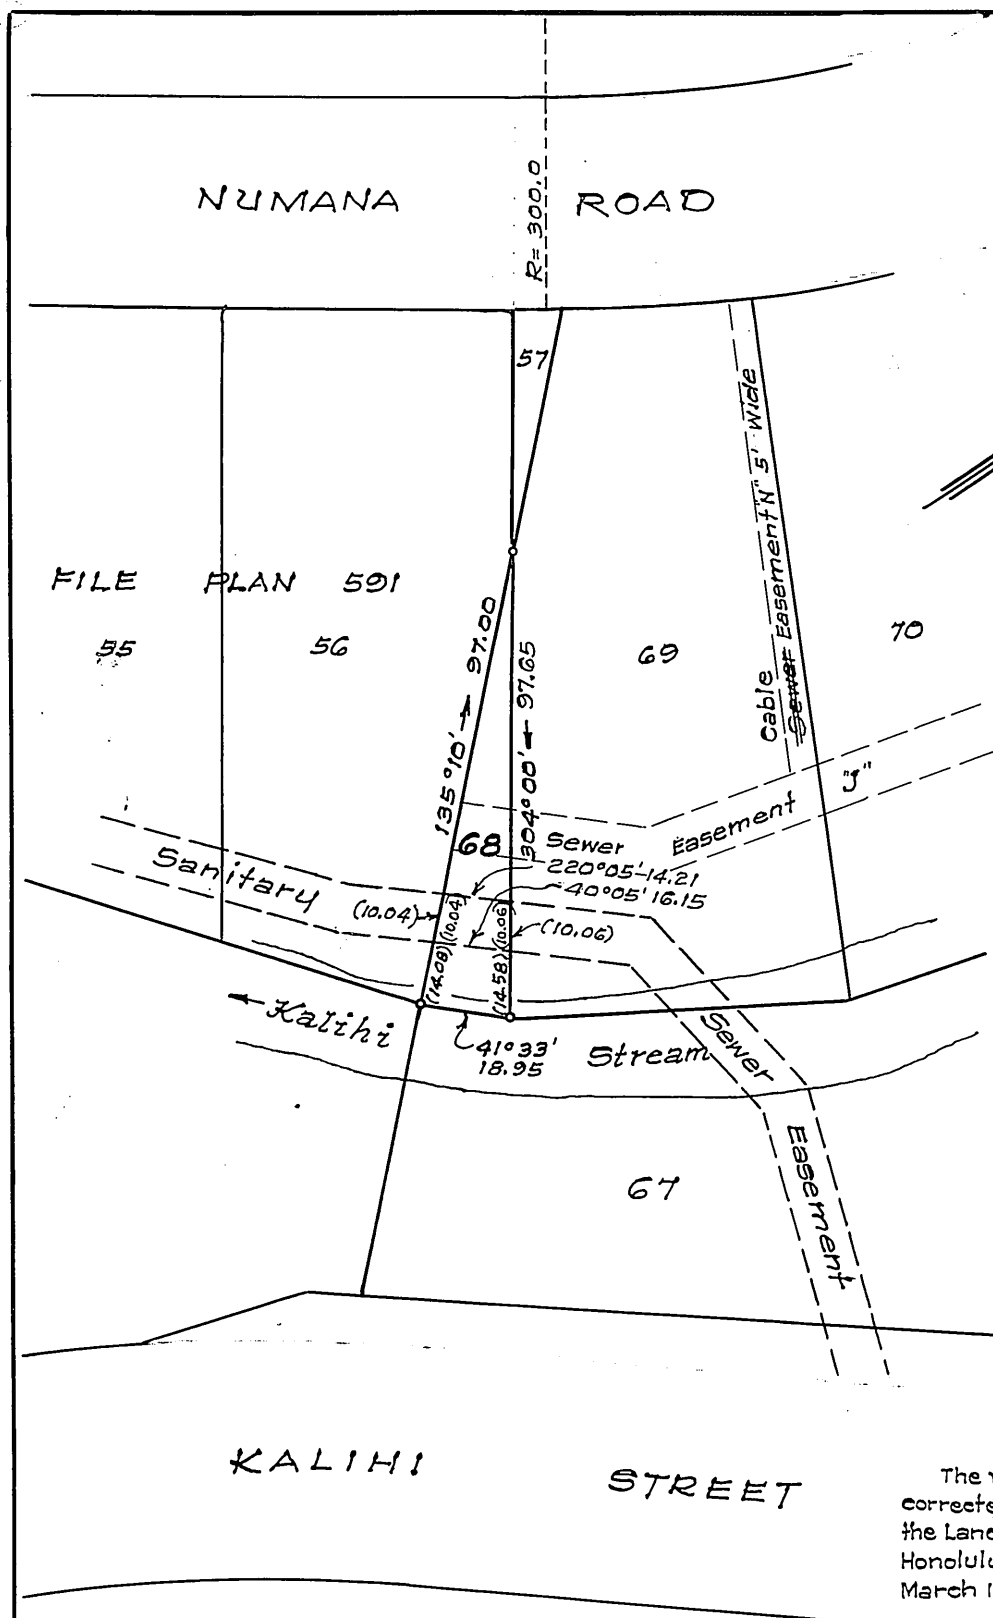 NUMANA ROAD
R= 300.0
57
FILE PLAN 591
55
56
69
70
135°10' 97.00
304°00' 97.65
Cable
Sewer Easement "N" 5' Wide
68
Sewer Easement "J"
220°05'-14.21
40°05' 16.15
Sanitary
(10.04)
(10.04)
(10.06)
(10.06)
(14.08)
(14.58)
Kalihi Stream
41°33'
18.95
Sewer Easement
67
KALIHI STREET
The
correcte
the Land
Honolulu
March 1